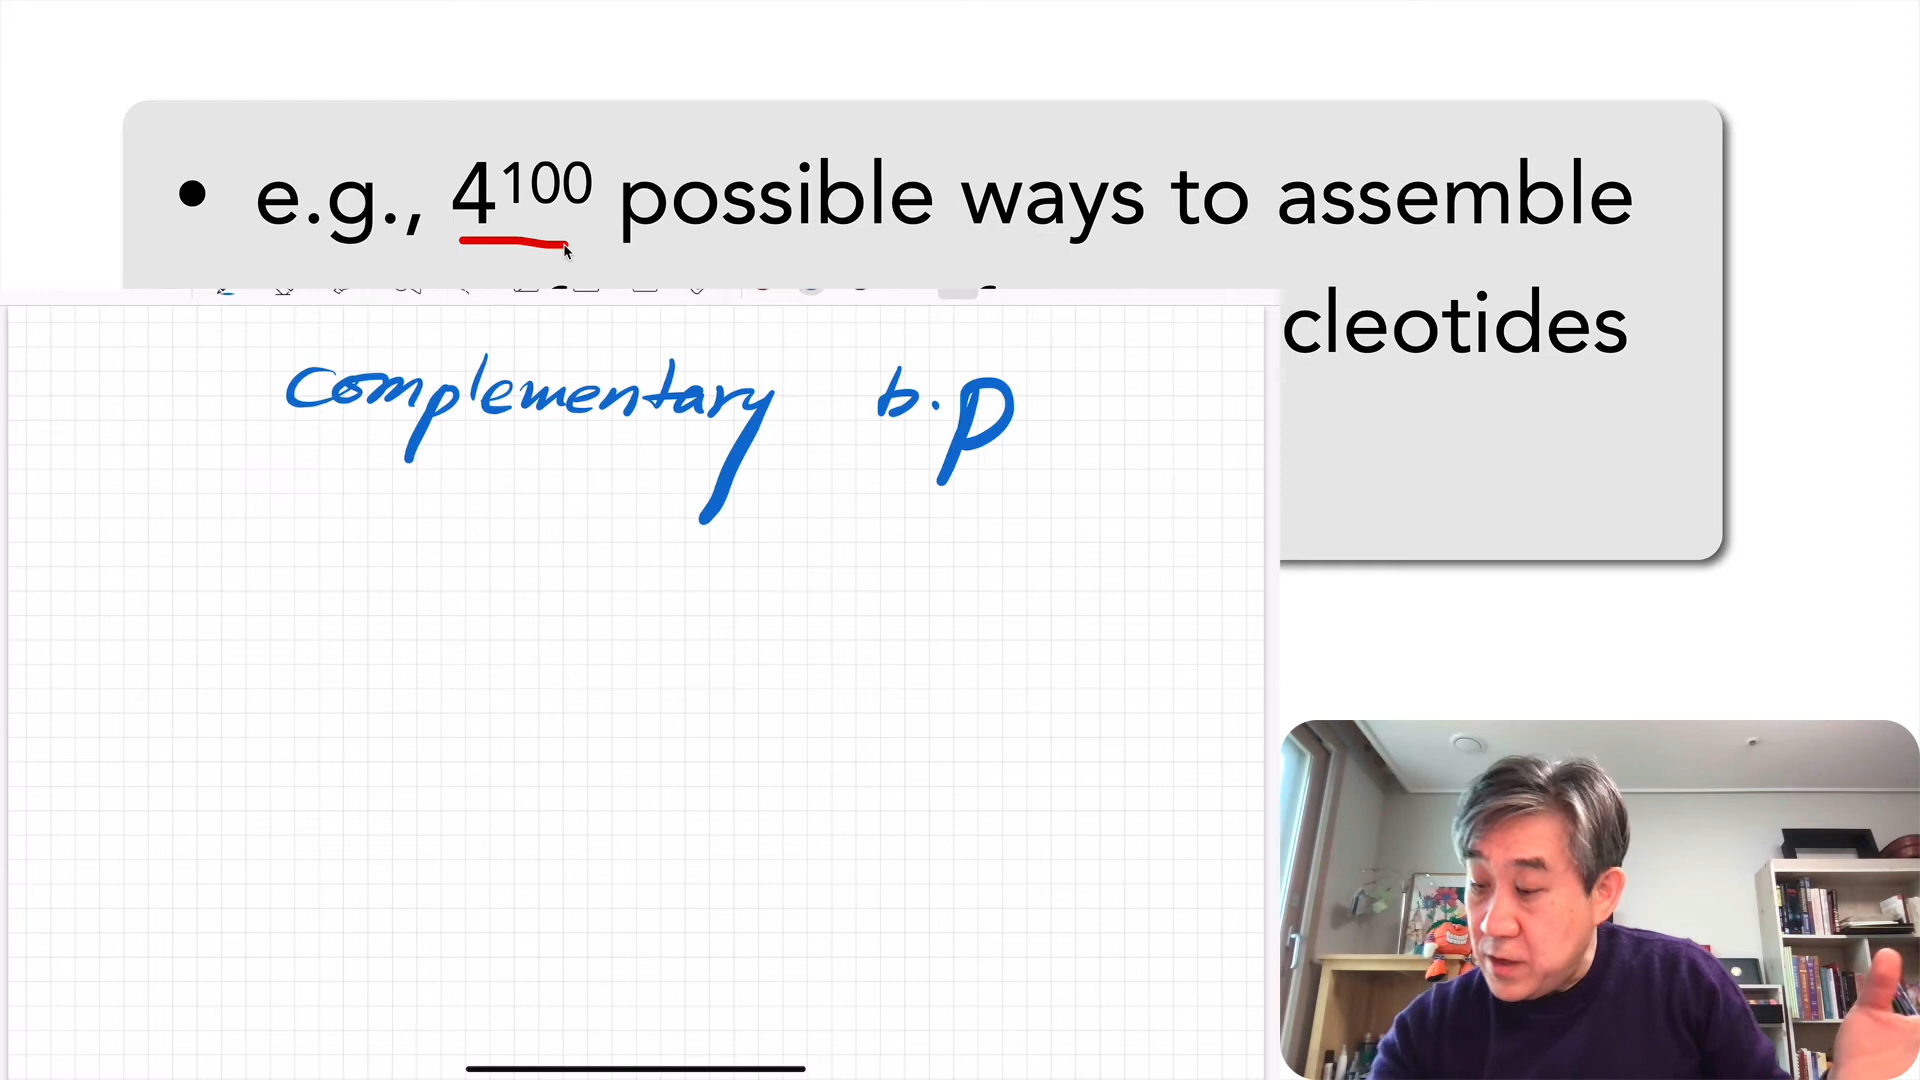 • e.g., 4¹⁰⁰ possible ways to assemble
cleotides
complementary b.p